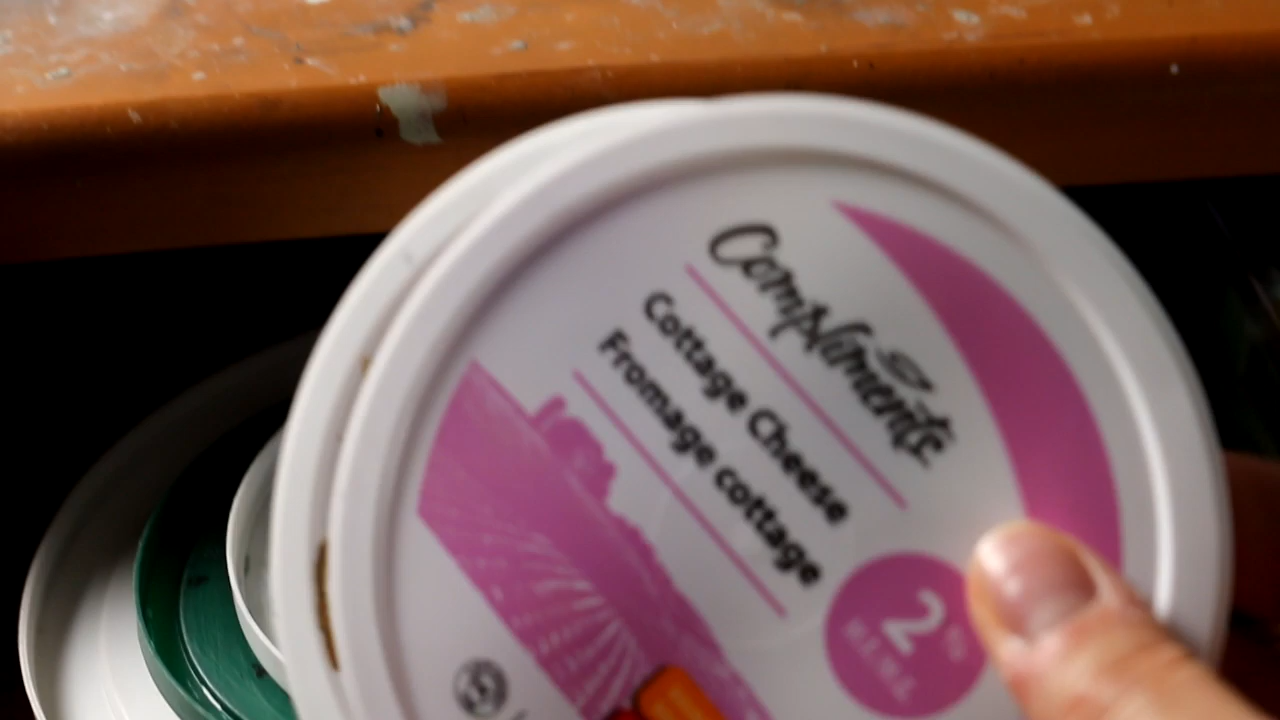 Compliments
Cottage Cheese
Fromage cottage
2 %
M.F. M.G.